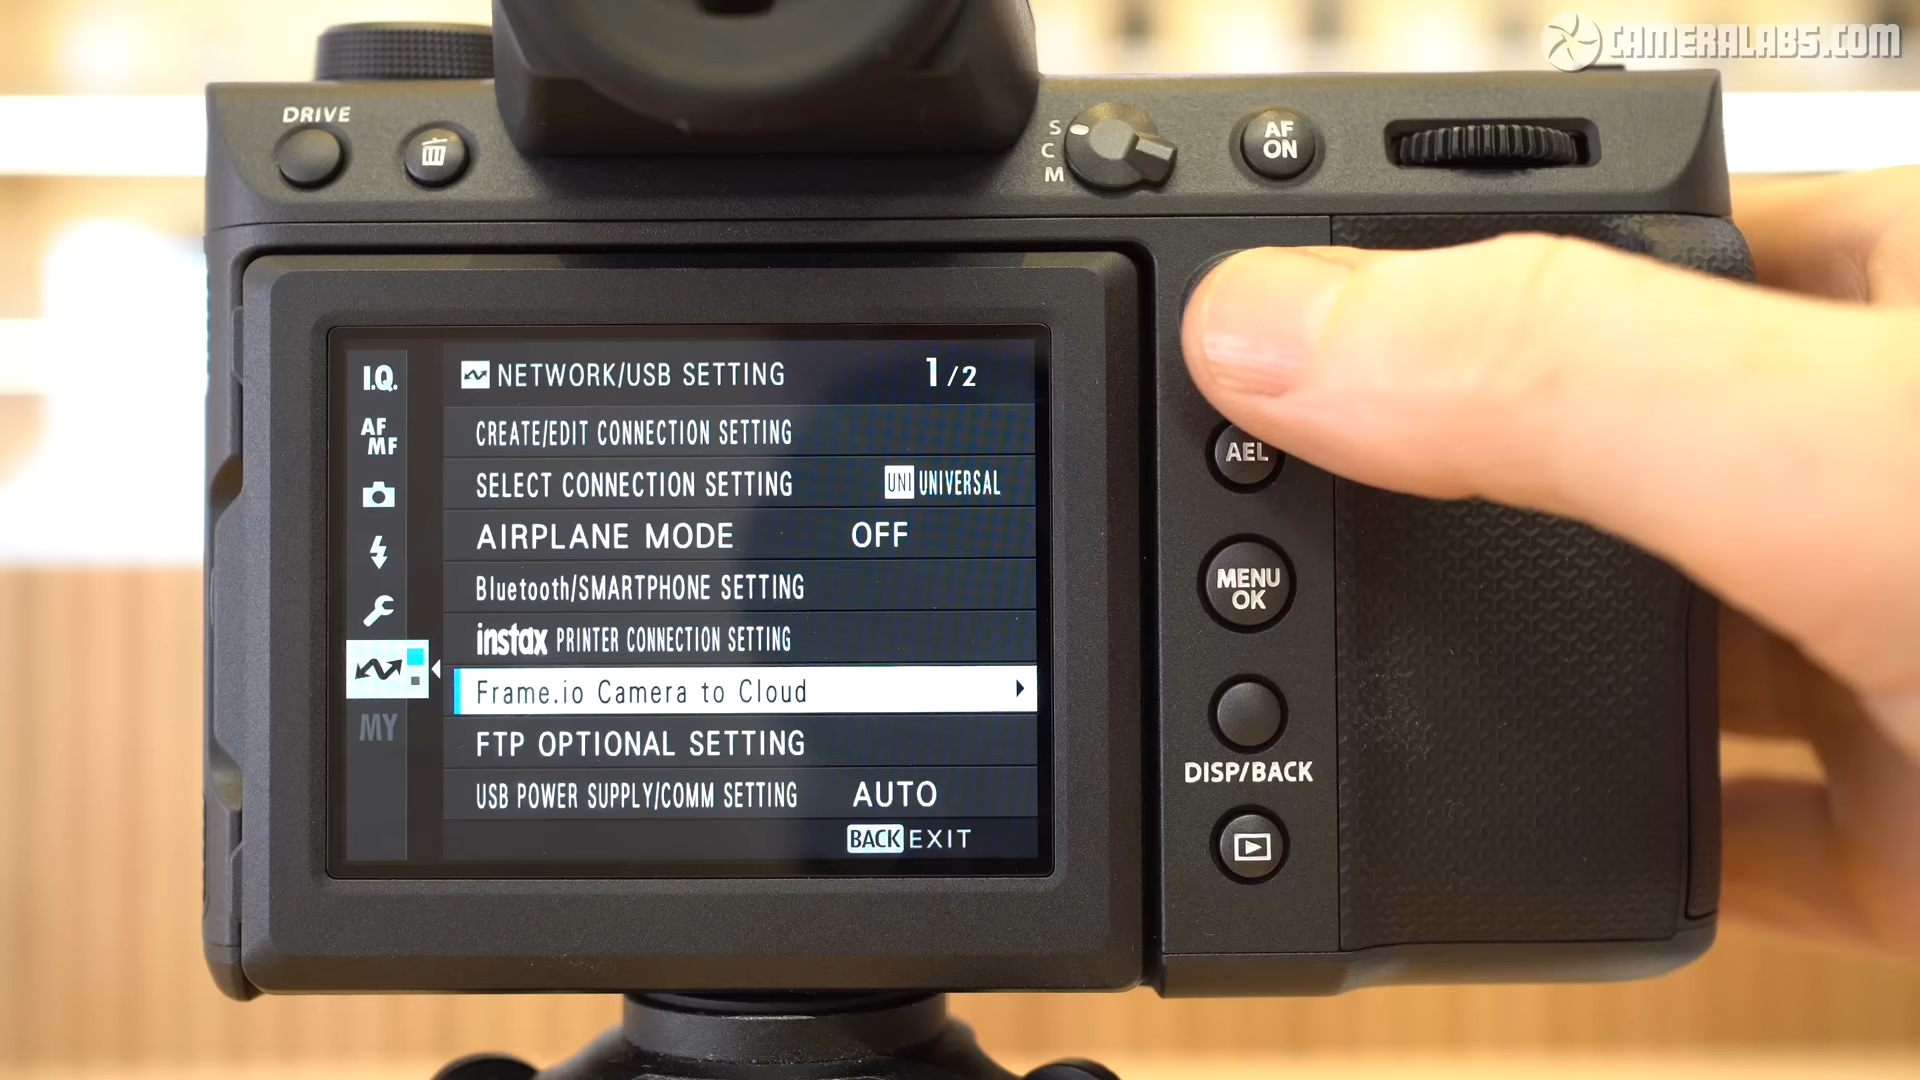 CAMERALABS.COM
DRIVE
S
C
M
AF
ON
I.Q.
NETWORK/USB SETTING 1/2
AF
MF
CREATE/EDIT CONNECTION SETTING
SELECT CONNECTION SETTING UNI UNIVERSAL
AEL
AIRPLANE MODE OFF
Bluetooth/SMARTPHONE SETTING
MENU
OK
instax PRINTER CONNECTION SETTING
Frame.io Camera to Cloud
MY
FTP OPTIONAL SETTING
DISP/BACK
USB POWER SUPPLY/COMM SETTING AUTO
BACK EXIT